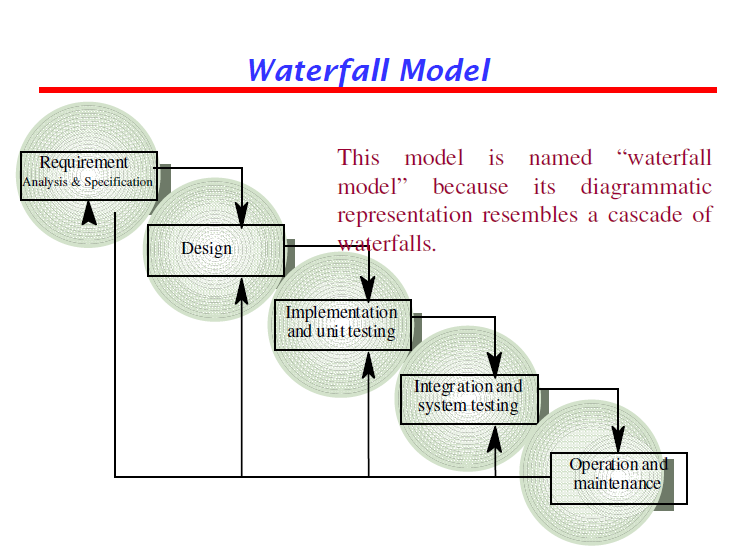 Waterfall Model
This model is named “waterfall
model” because its diagrammatic
representation resembles a cascade of
waterfalls.
Requirement
Analysis & Specification
Design
Implementation
and unit testing
Integration and
system testing
Operation and
maintenance